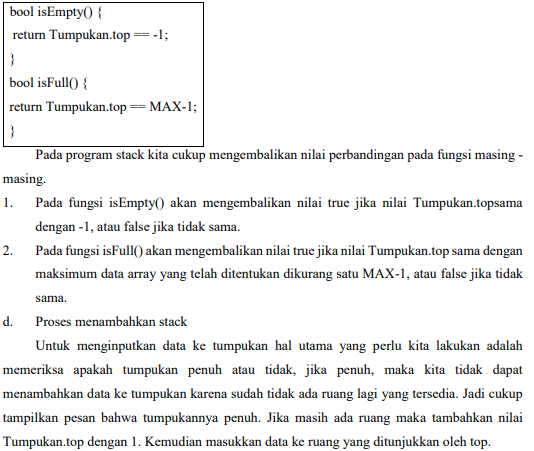 bool isEmpty() {
return Tumpukan.top == -1;
}
bool isFull() {
return Tumpukan.top == MAX-1;
}
Pada program stack kita cukup mengembalikan nilai perbandingan pada fungsi masing -
masing.
1. Pada fungsi isEmpty() akan mengembalikan nilai true jika nilai Tumpukan.topsama
dengan -1, atau false jika tidak sama.
2. Pada fungsi isFull() akan mengembalikan nilai true jika nilai Tumpukan.top sama dengan
maksimum data array yang telah ditentukan dikurang satu MAX-1, atau false jika tidak
sama.
d. Proses menambahkan stack
Untuk menginputkan data ke tumpukan hal utama yang perlu kita lakukan adalah
memeriksa apakah tumpukan penuh atau tidak, jika penuh, maka kita tidak dapat
menambahkan data ke tumpukan karena sudah tidak ada ruang lagi yang tersedia. Jadi cukup
tampilkan pesan bahwa tumpukannya penuh. Jika masih ada ruang maka tambahkan nilai
Tumpukan.top dengan 1. Kemudian masukkan data ke ruang yang ditunjukkan oleh top.